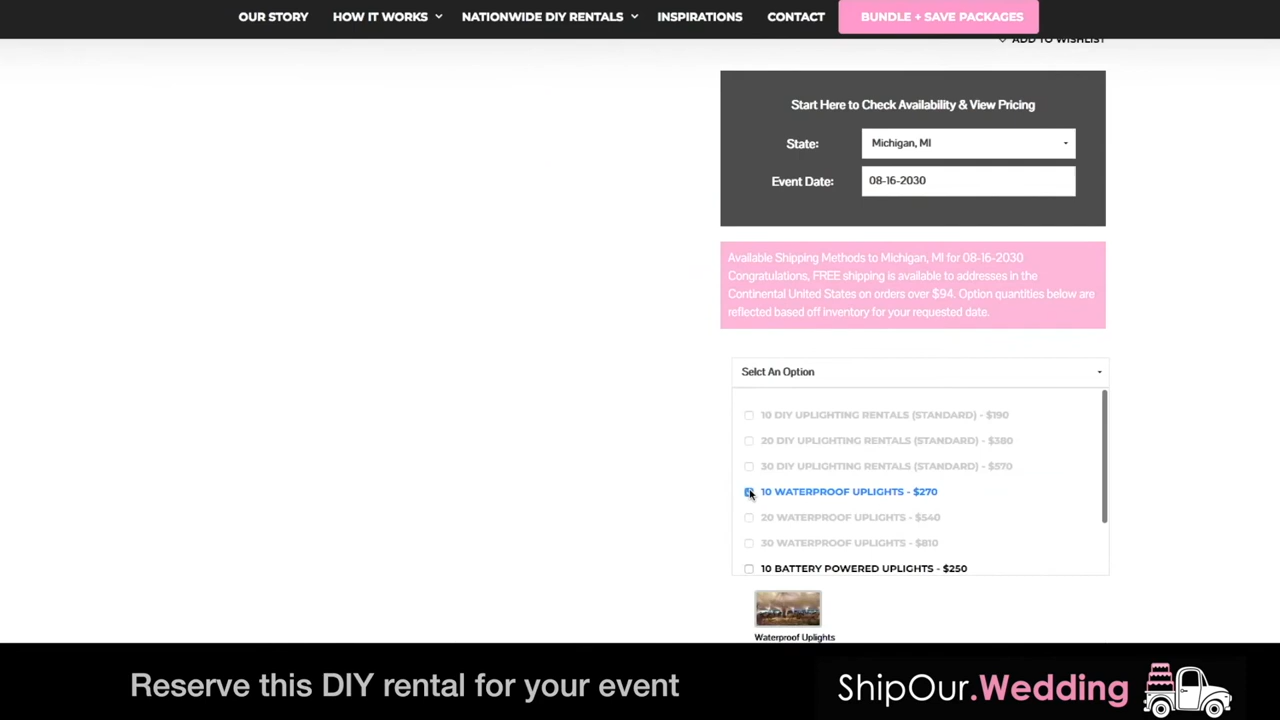 OUR STORY HOW IT WORKS NATIONWIDE DIY RENTALS INSPIRATIONS CONTACT BUNDLE + SAVE PACKAGES
ADD TO WISHLIST
Start Here to Check Availability & View Pricing
State: Michigan, MI
Event Date: 08-16-2030
Available Shipping Methods to Michigan, MI for 08-16-2030
Congratulations, FREE shipping is available to addresses in the
Continental United States on orders over $94. Option quantities below are
reflected based off inventory for your requested date.
Selct An Option
10 DIY UPLIGHTING RENTALS (STANDARD) - $190
20 DIY UPLIGHTING RENTALS (STANDARD) - $380
30 DIY UPLIGHTING RENTALS (STANDARD) - $570
10 WATERPROOF UPLIGHTS - $270
20 WATERPROOF UPLIGHTS - $540
30 WATERPROOF UPLIGHTS - $810
10 BATTERY POWERED UPLIGHTS - $250
Waterproof Uplights
Reserve this DIY rental for your event
ShipOur.Wedding